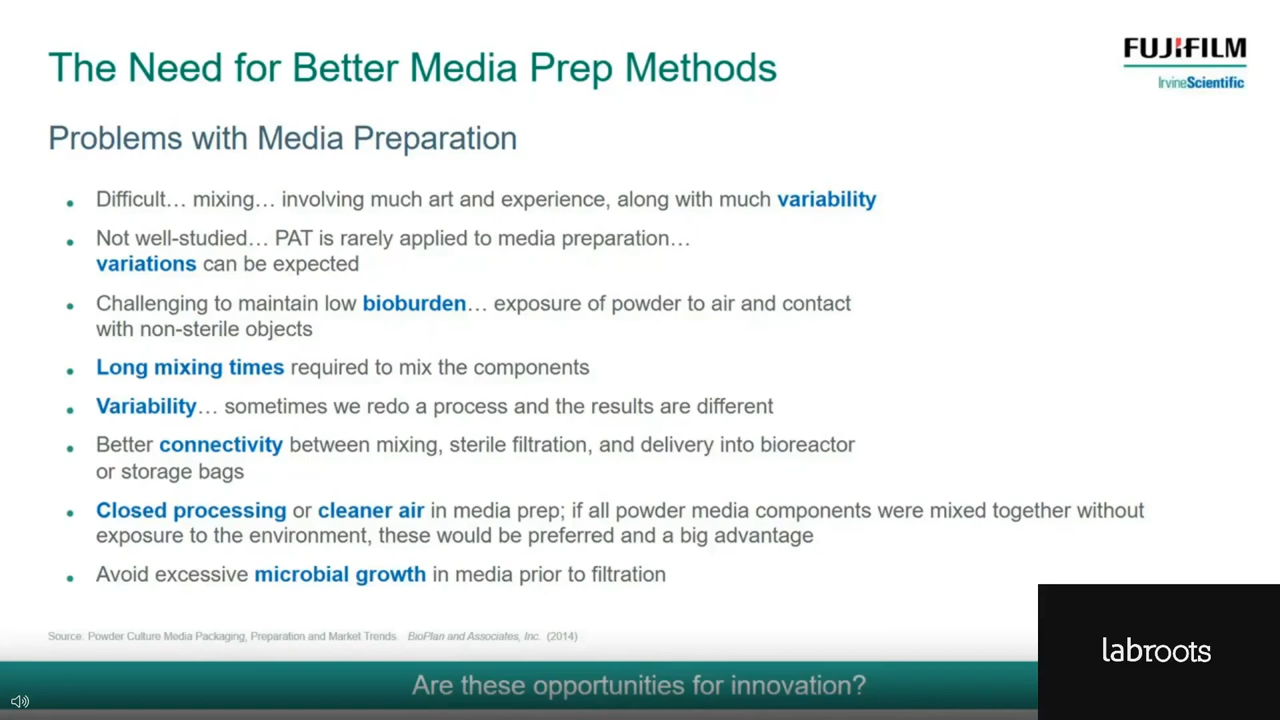 The Need for Better Media Prep Methods
FUJIFILM
IrvineScientific
Problems with Media Preparation
• Difficult… mixing… involving much art and experience, along with much variability
• Not well-studied… PAT is rarely applied to media preparation…
variations can be expected
• Challenging to maintain low bioburden… exposure of powder to air and contact
with non-sterile objects
• Long mixing times required to mix the components
• Variability… sometimes we redo a process and the results are different
• Better connectivity between mixing, sterile filtration, and delivery into bioreactor
or storage bags
• Closed processing or cleaner air in media prep; if all powder media components were mixed together without
exposure to the environment, these would be preferred and a big advantage
• Avoid excessive microbial growth in media prior to filtration
Source: Powder Culture Media Packaging, Preparation and Market Trends. BioPlan and Associates, Inc. (2014)
labroots
Are these opportunities for innovation?